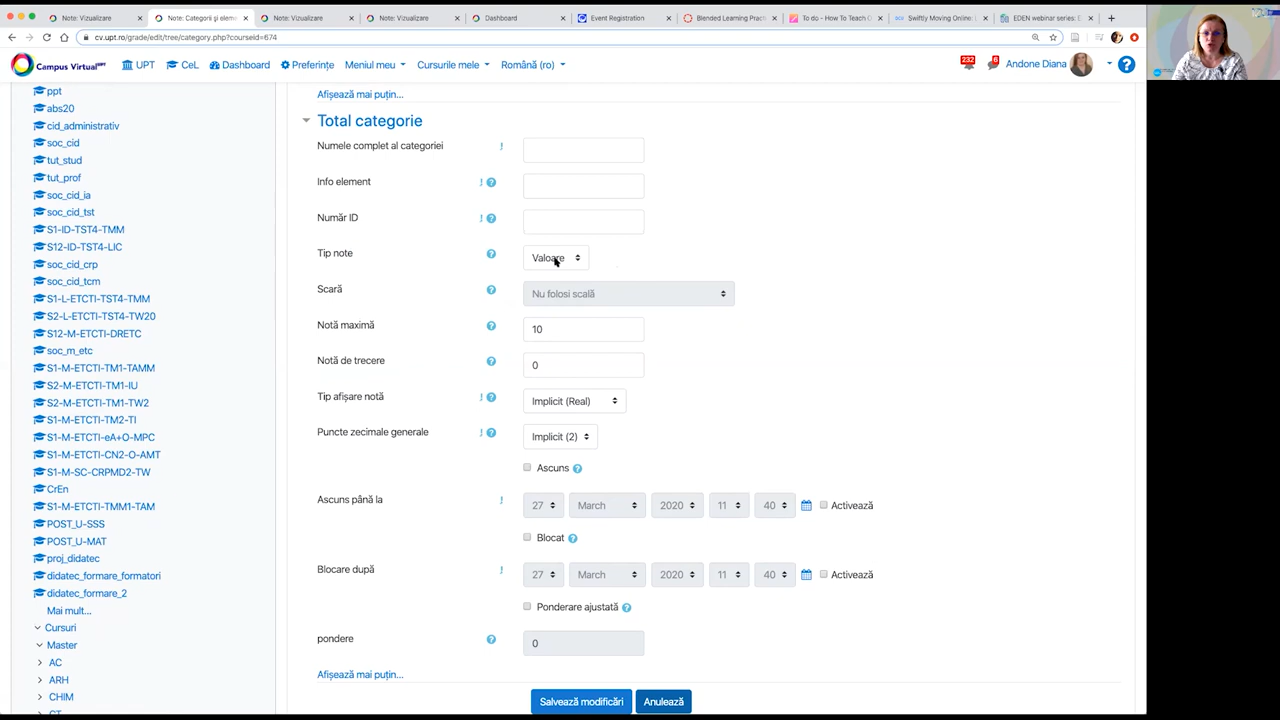 Note: Vizualizare
Note: Categorii și eleme
Note: Vizualizare
Note: Vizualizare
Dashboard
Event Registration
Blended Learning Pract
To do - How To Teach O
Swiftly Moving Online: L
EDEN webinar series: E
cv.upt.ro/grade/edit/tree/category.php?courseid=674
Campus Virtual UPT
UPT
CeL
Dashboard
Preferințe
Meniul meu
Cursurile mele
Română (ro)
232
6
Andone Diana
ppt
abs20
cid_administrativ
soc_cid
tut_stud
tut_prof
soc_cid_ia
soc_cid_tst
S1-ID-TST4-TMM
S12-ID-TST4-LIC
soc_cid_crp
soc_cid_tcm
S1-L-ETCTI-TST4-TMM
S2-L-ETCTI-TST4-TW20
S12-M-ETCTI-DRETC
soc_m_etc
S1-M-ETCTI-TM1-TAMM
S2-M-ETCTI-TM1-IU
S2-M-ETCTI-TM1-TW2
S1-M-ETCTI-TM2-TI
S1-M-ETCTI-eA+O-MPC
S1-M-ETCTI-CN2-O-AMT
S1-M-SC-CRPMD2-TW
CrEn
S1-M-ETCTI-TMM1-TAM
POST_U-SSS
POST_U-MAT
proj_didatec
didatec_formare_formatori
didatec_formare_2
Mai mult...
Cursuri
Master
AC
ARH
CHIM
CT
Afișează mai puțin...
Total categorie
Numele complet al categoriei
Info element
Număr ID
Tip note
Valoare
Scară
Nu folosi scală
Notă maximă
10
Notă de trecere
0
Tip afișare notă
Implicit (Real)
Puncte zecimale generale
Implicit (2)
Ascuns
Ascuns până la
27 March 2020 11 40 Activează
Blocat
Blocare după
27 March 2020 11 40 Activează
Ponderare ajustată
pondere
0
Afișează mai puțin...
Salvează modificări
Anulează